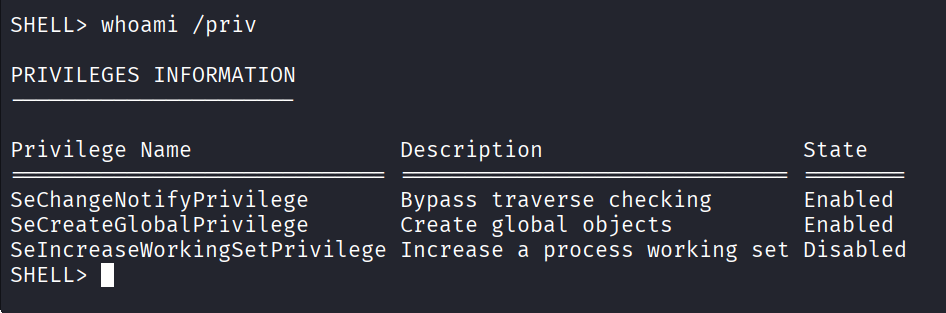 SHELL> whoami /priv
PRIVILEGES INFORMATION
----------------------
Privilege Name Description State
============================= ============================== ========
SeChangeNotifyPrivilege Bypass traverse checking Enabled
SeCreateGlobalPrivilege Create global objects Enabled
SeIncreaseWorkingSetPrivilege Increase a process working set Disabled
SHELL>